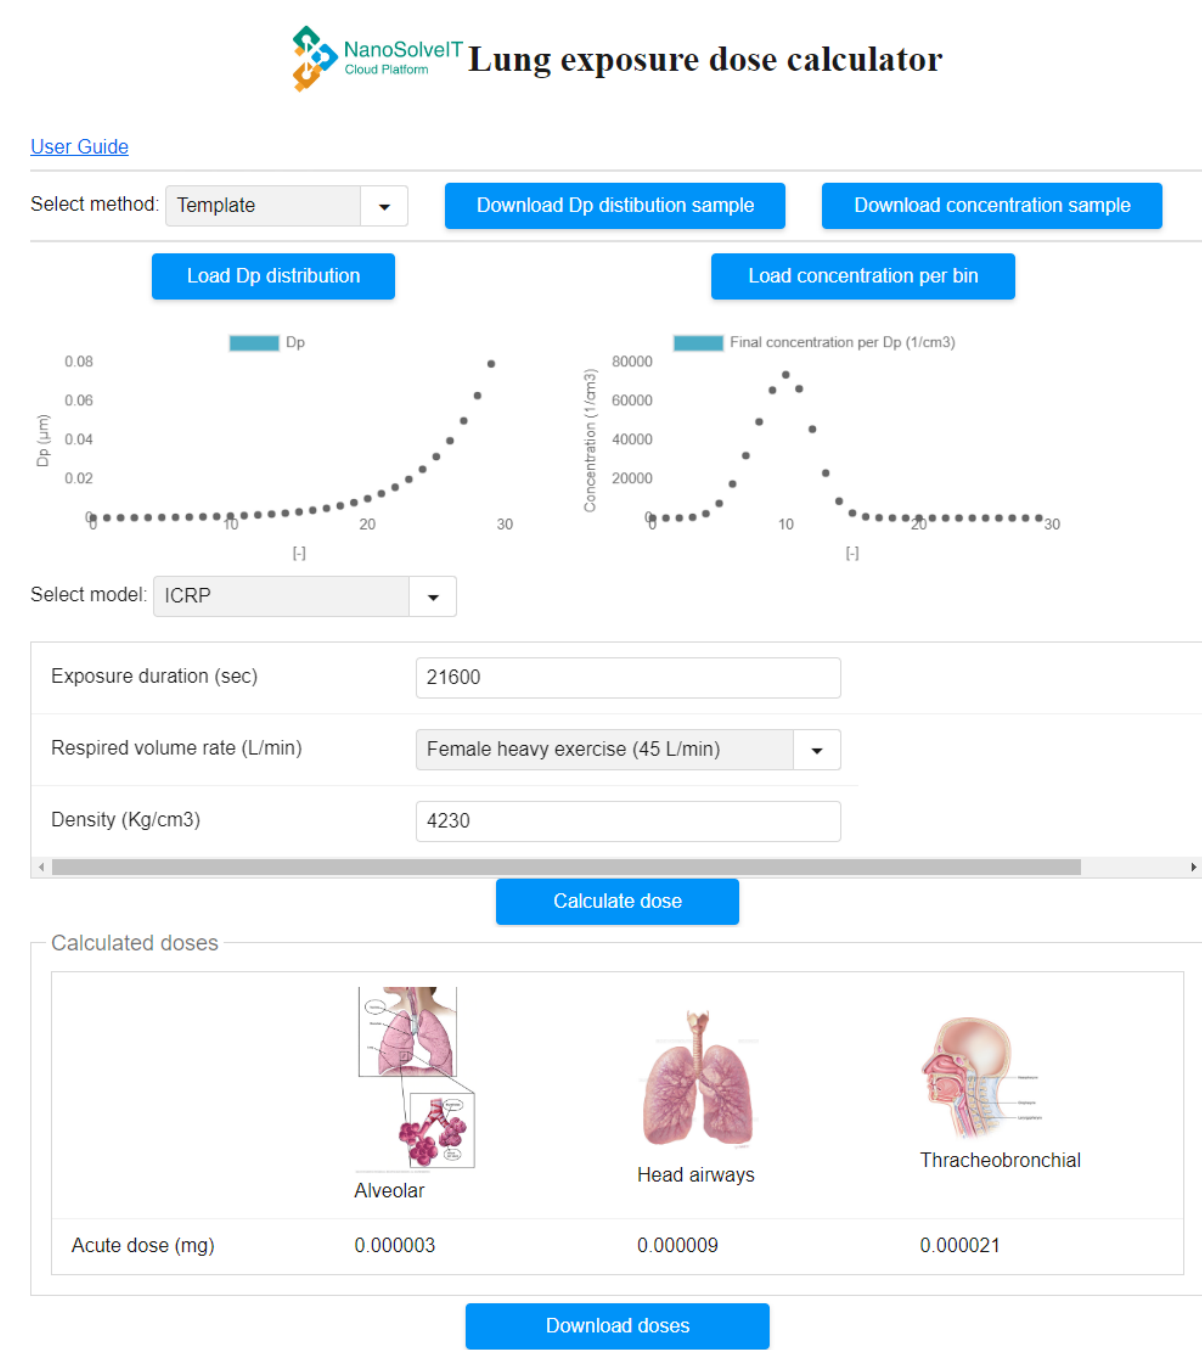 NanoSolveIT
Cloud Platform
Lung exposure dose calculator
User Guide
Select method: Template
Download Dp distibution sample
Download concentration sample
Load Dp distribution
Load concentration per bin
Dp
0.08
0.06
0.04
0.02
0
Dp (μm)
10
20
30
[-]
Final concentration per Dp (1/cm3)
80000
60000
40000
20000
0
Concentration (1/cm3)
10
20
30
[-]
Select model: ICRP
Exposure duration (sec) 21600
Respired volume rate (L/min) Female heavy exercise (45 L/min)
Density (Kg/cm3) 4230
Calculate dose
Calculated doses
Alveolar
Head airways
Thracheobronchial
Acute dose (mg) 0.000003 0.000009 0.000021
Download doses